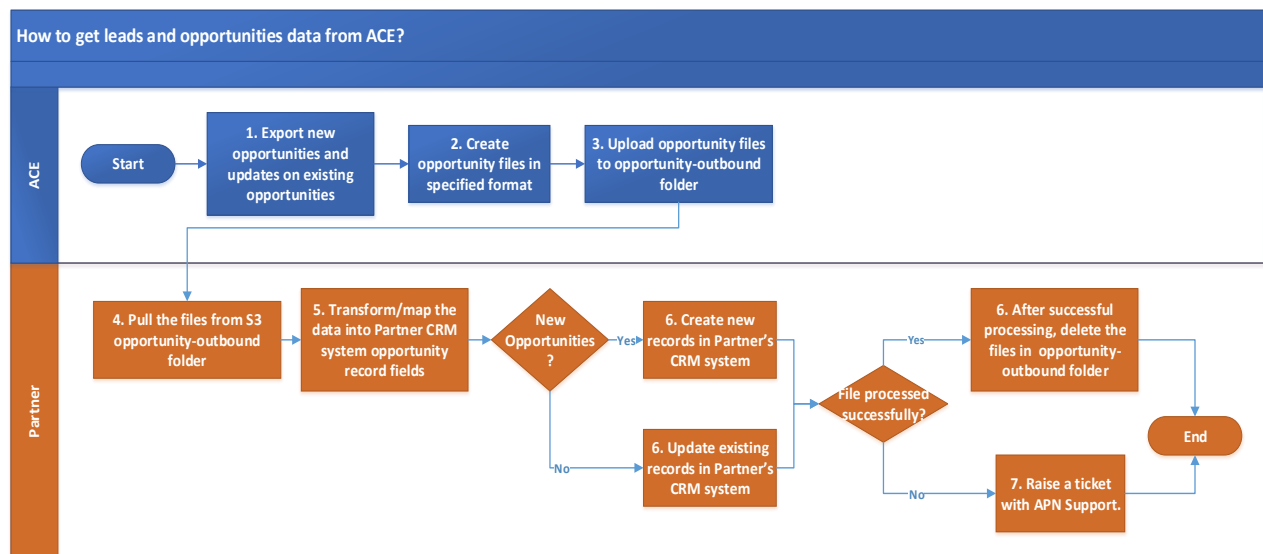 How to get leads and opportunities data from ACE?
ACE
Start
1. Export new
opportunities and
updates on existing
opportunities
2. Create
opportunity files in
specified format
3. Upload opportunity files
to opportunity-outbound
folder
Partner
4. Pull the files from S3
opportunity-outbound
folder
5. Transform/map the
data into Partner CRM
system opportunity
record fields
New
Opportunities
?
Yes
6. Create new
records in Partner's
CRM system
No
6. Update existing
records in Partner's
CRM system
File processed
successfully?
Yes
6. After successful
processing, delete the
files in opportunity-
outbound folder
No
7. Raise a ticket
with APN Support.
End